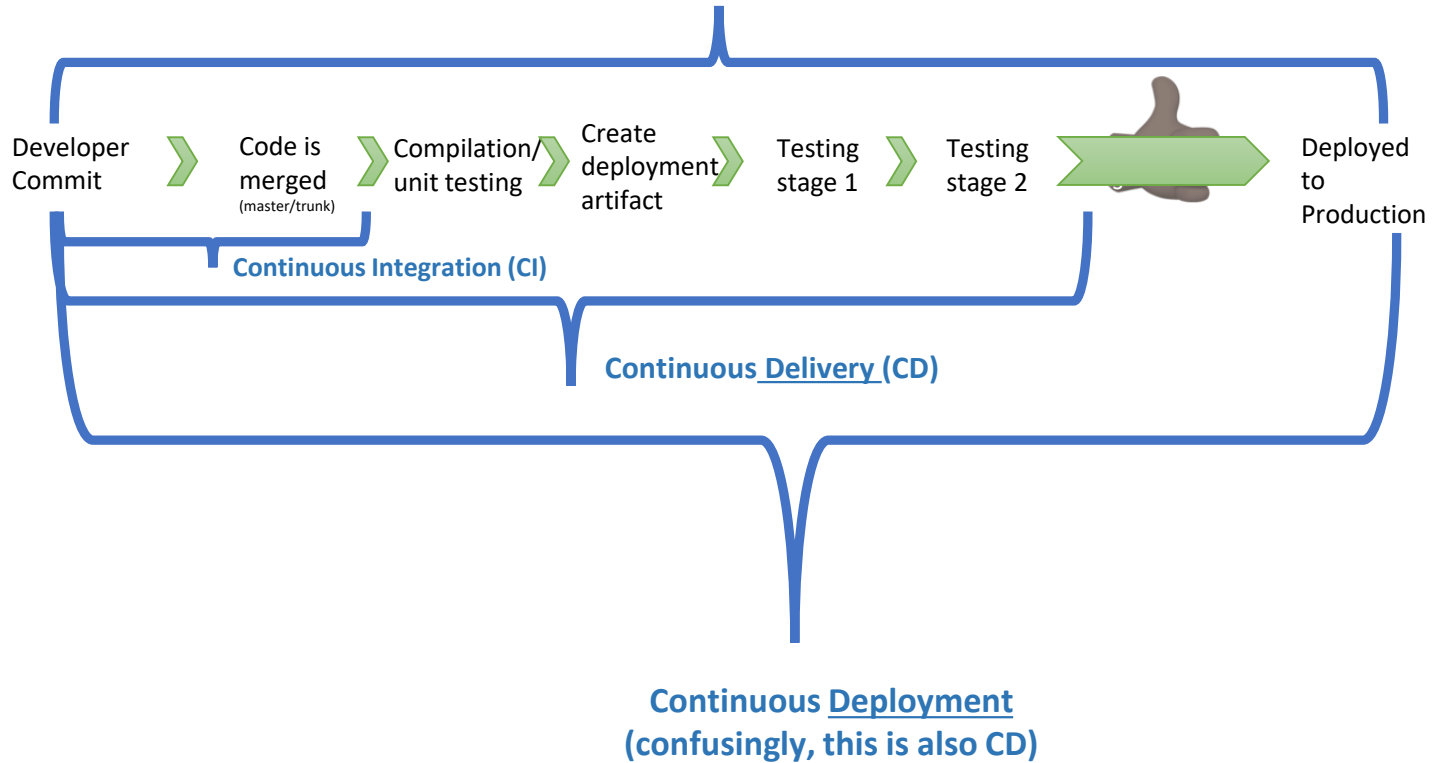 Developer
Commit
Code is
merged
(master/trunk)
Compilation/
unit testing
Create
deployment
artifact
Testing
stage 1
Testing
stage 2
Deployed
to
Production
Continuous Integration (CI)
Continuous Delivery (CD)
Continuous Deployment
(confusingly, this is also CD)